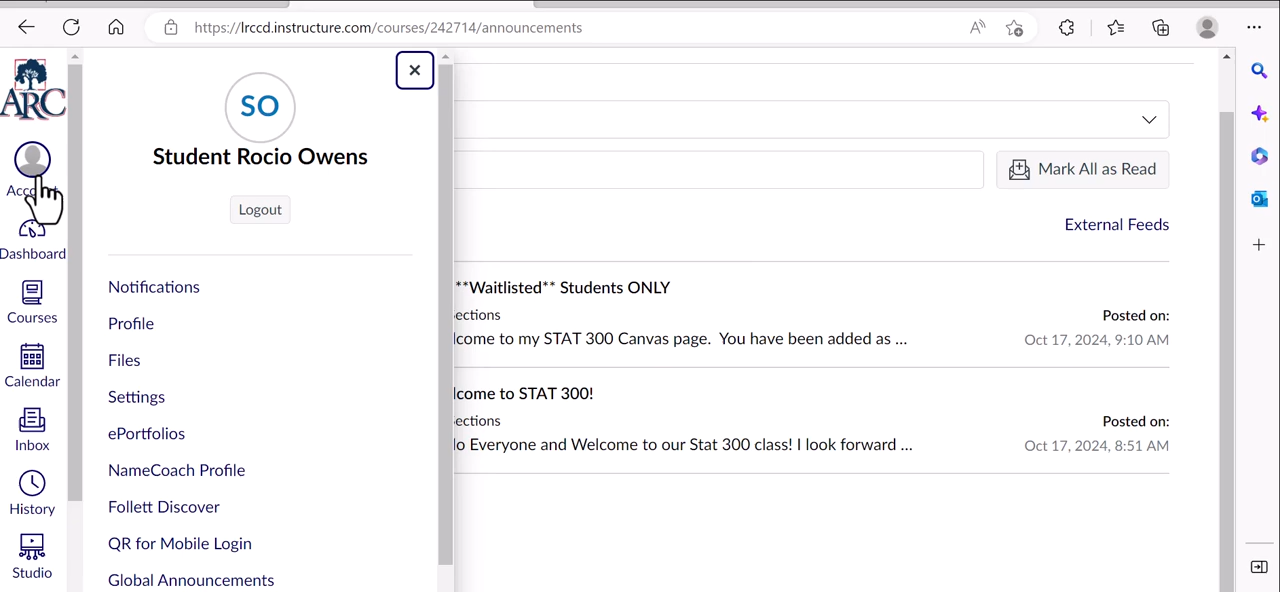 https://lrccd.instructure.com/courses/242714/announcements
ARC
Dashboard
Courses
Calendar
Inbox
History
Studio
SO
Student Rocio Owens
Logout
Notifications
Profile
Files
Settings
ePortfolios
NameCoach Profile
Follett Discover
QR for Mobile Login
Global Announcements
Mark All as Read
External Feeds
**Waitlisted** Students ONLY
ections
lcome to my STAT 300 Canvas page. You have been added as ...
Posted on:
Oct 17, 2024, 9:10 AM
lcome to STAT 300!
ections
lo Everyone and Welcome to our Stat 300 class! I look forward ...
Posted on:
Oct 17, 2024, 8:51 AM